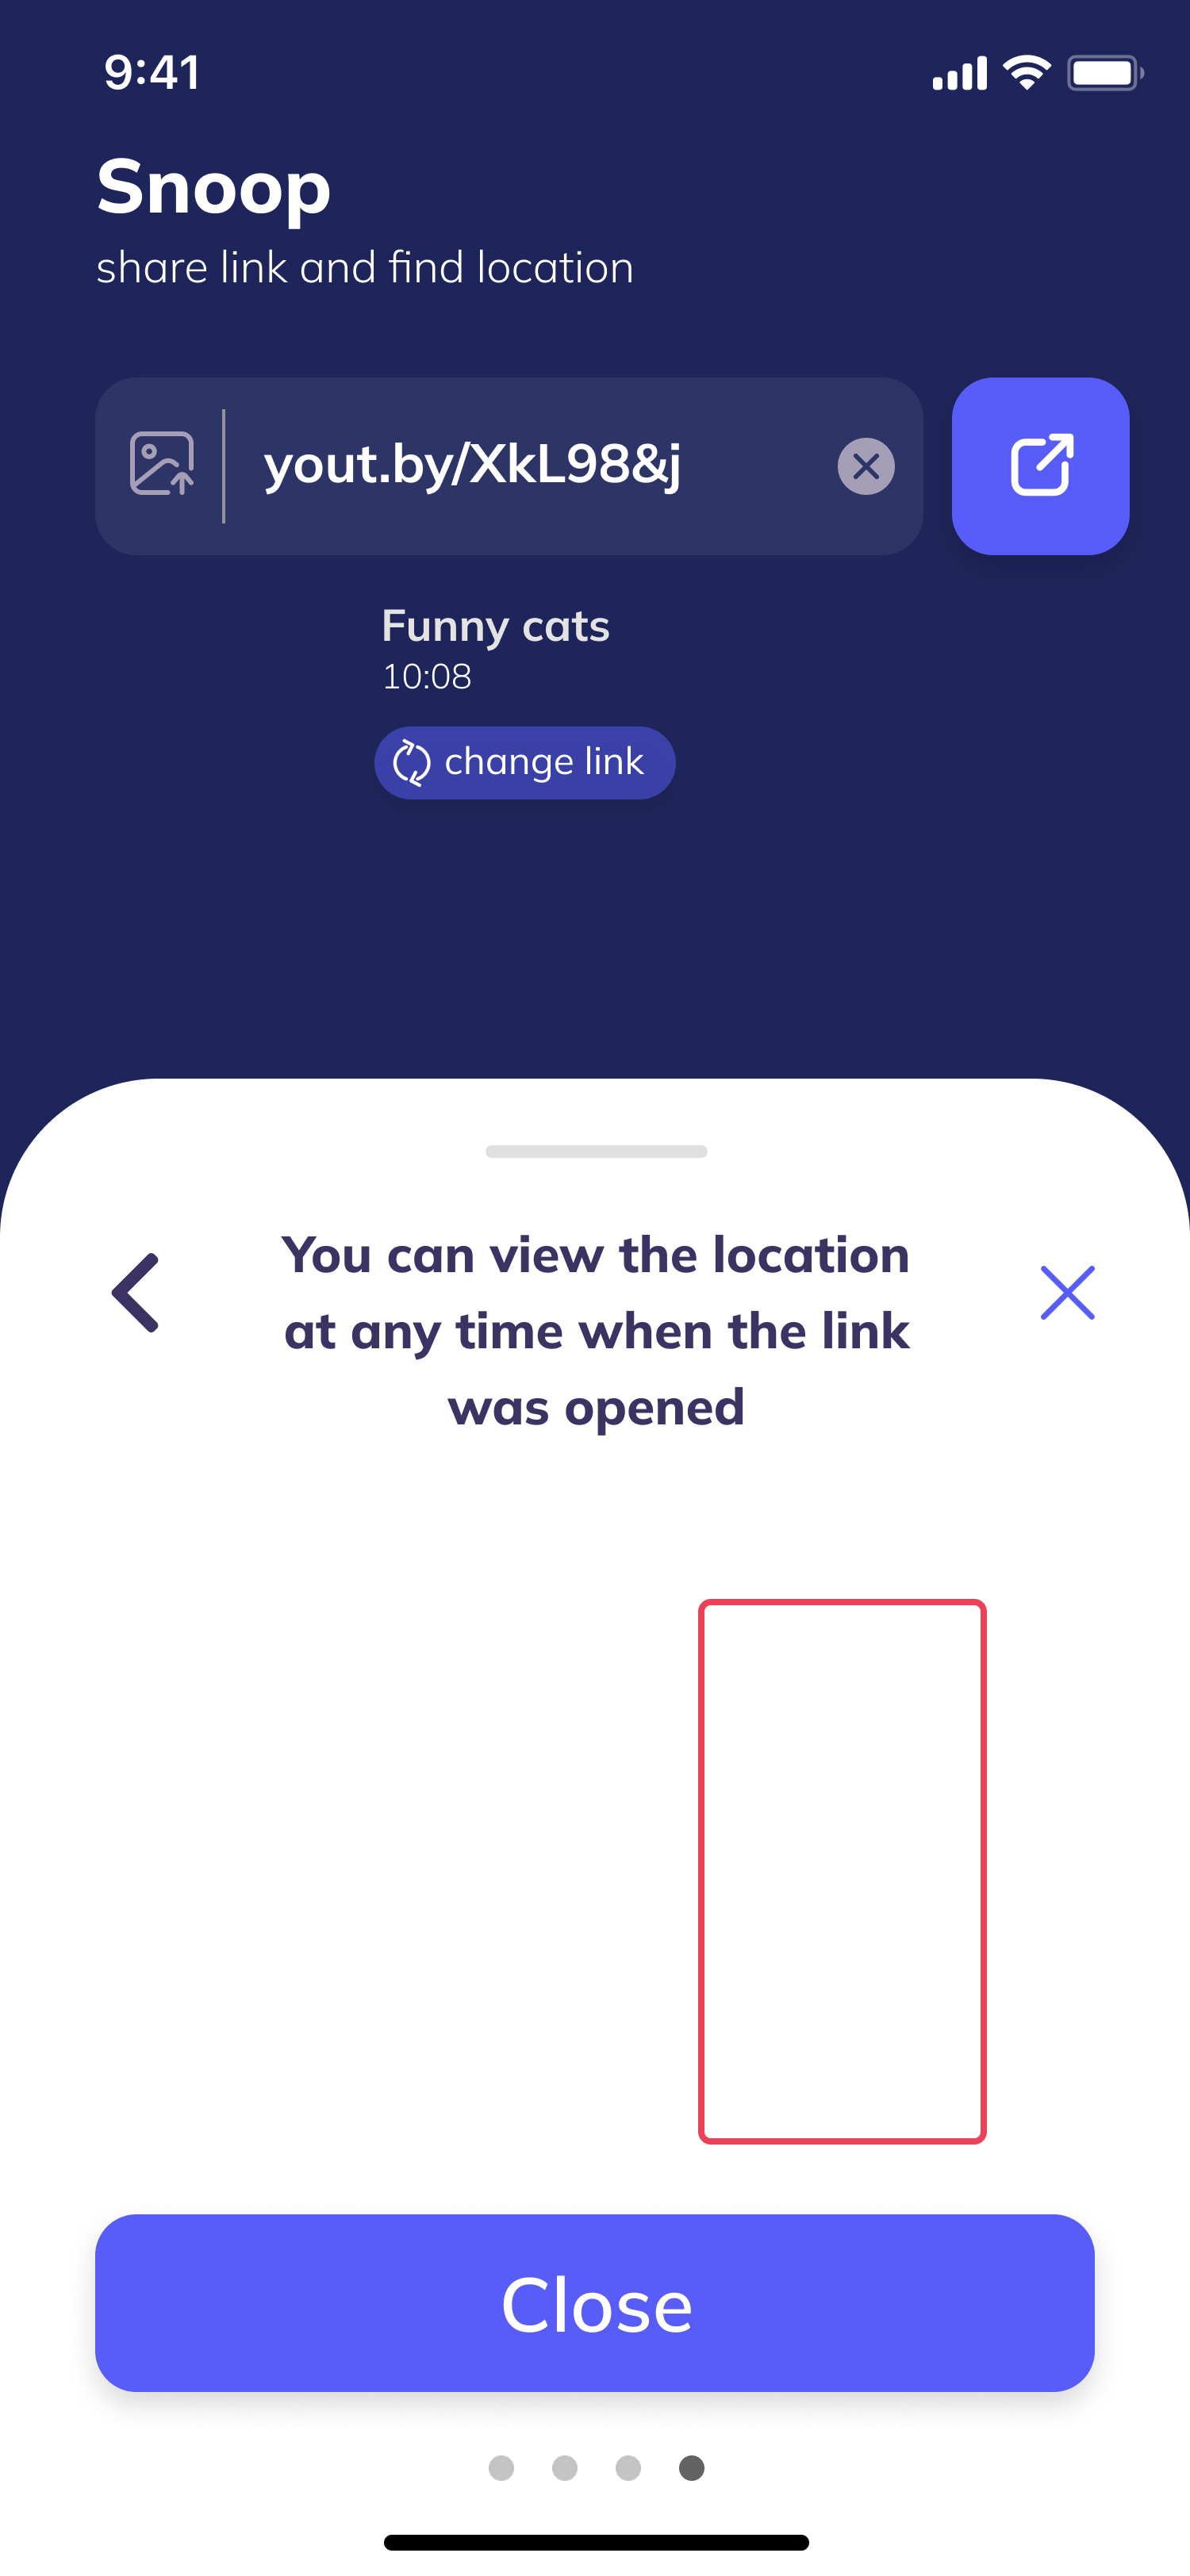 9:41
Snoop
share link and find location
yout.by/XkL98&j
Funny cats
10:08
change link
You can view the location
at any time when the link
was opened
Close